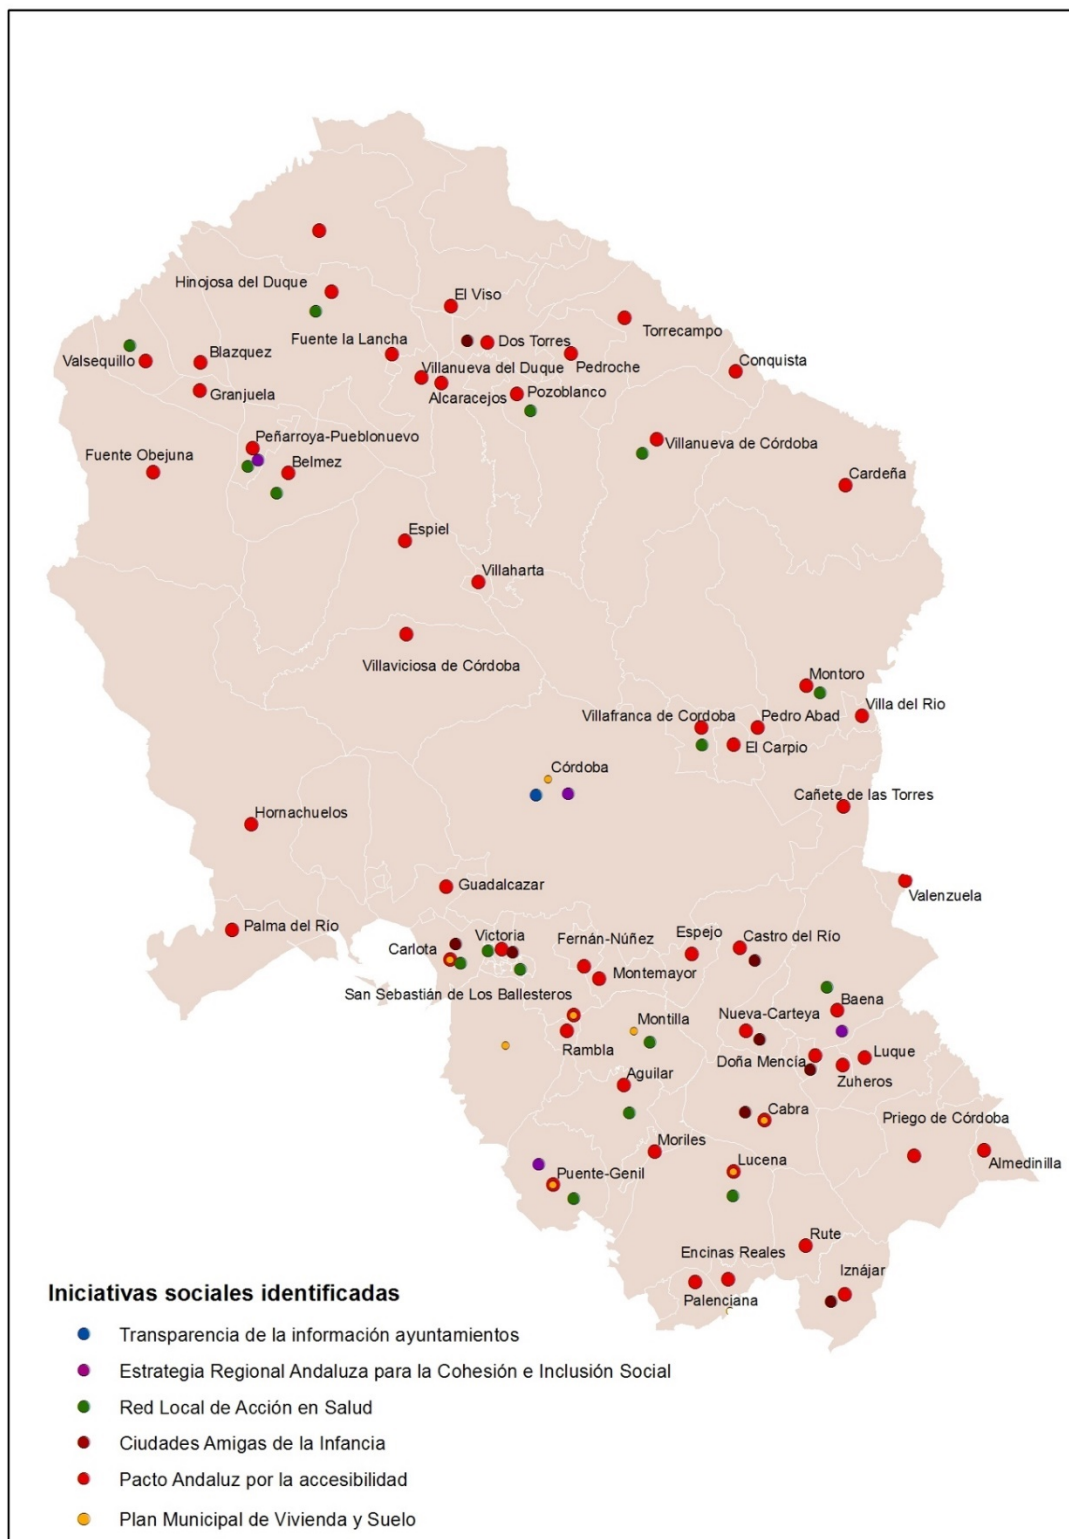 Hinojosa del Duque
El Viso
Torrecampo
Fuente la Lancha
Dos Torres
Valsequillo
Blazquez
Pedroche
Conquista
Villanueva del Duque
Granjuela
Alcaracejos
Pozoblanco
Peñarroya-Pueblonuevo
Villanueva de Córdoba
Fuente Obejuna
Belmez
Cardeña
Espiel
Villaharta
Villaviciosa de Córdoba
Montoro
Villa del Rio
Villafranca de Cordoba
Pedro Abad
El Carpio
Córdoba
Cañete de las Torres
Hornachuelos
Guadalcazar
Valenzuela
Palma del Río
Victoria
Carlota
Fernán-Núñez
Espejo
Castro del Río
Montemayor
San Sebastián de Los Ballesteros
Baena
Montilla
Nueva-Carteya
Rambla
Doña Mencía
Luque
Zuheros
Aguilar
Cabra
Priego de Córdoba
Moriles
Almedinilla
Lucena
Puente-Genil
Rute
Encinas Reales
Iznájar
Palenciana
Iniciativas sociales identificadas
Transparencia de la información ayuntamientos
Estrategia Regional Andaluza para la Cohesión e Inclusión Social
Red Local de Acción en Salud
Ciudades Amigas de la Infancia
Pacto Andaluz por la accesibilidad
Plan Municipal de Vivienda y Suelo